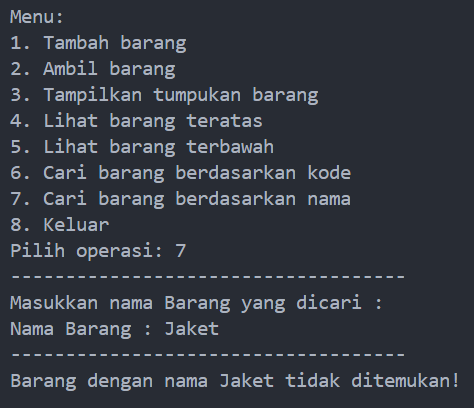 Menu:
1. Tambah barang
2. Ambil barang
3. Tampilkan tumpukan barang
4. Lihat barang teratas
5. Lihat barang terbawah
6. Cari barang berdasarkan kode
7. Cari barang berdasarkan nama
8. Keluar
Pilih operasi: 7
--------------------------------------
Masukkan nama Barang yang dicari :
Nama Barang : Jaket
--------------------------------------
Barang dengan nama Jaket tidak ditemukan!